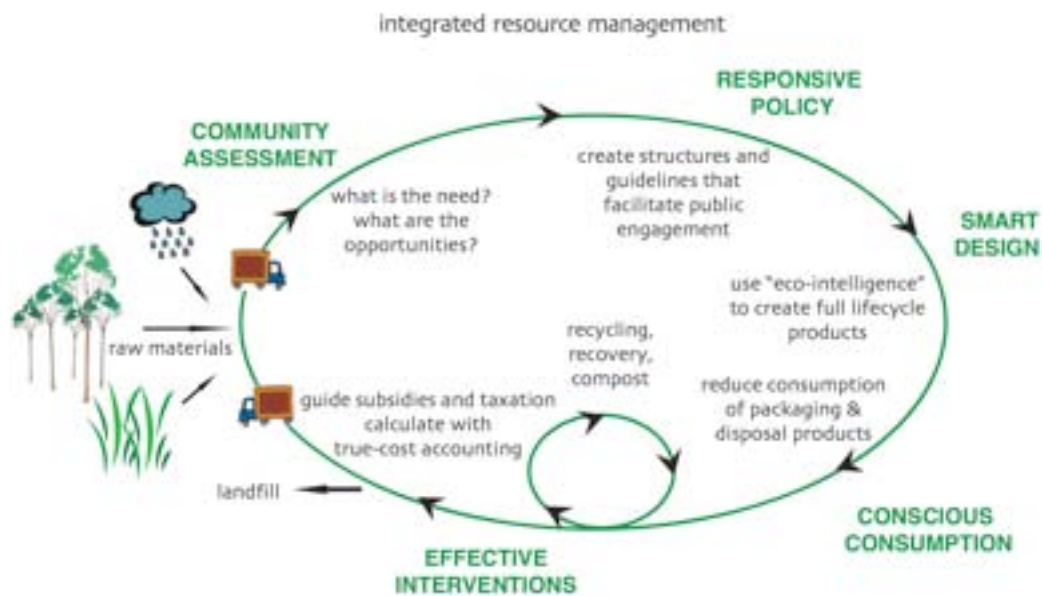 integrated resource management
RESPONSIVE
POLICY
COMMUNITY
ASSESSMENT
create structures and
guidelines that
facilitate public
engagement
what is the need?
what are the
opportunities?
SMART
DESIGN
use "eco-intelligence"
to create full lifecycle
products
recycling,
recovery,
compost
raw materials
reduce consumption
of packaging &
disposal products
guide subsidies and taxation
calculate with
true-cost accounting
landfill
CONSCIOUS
CONSUMPTION
EFFECTIVE
INTERVENTIONS